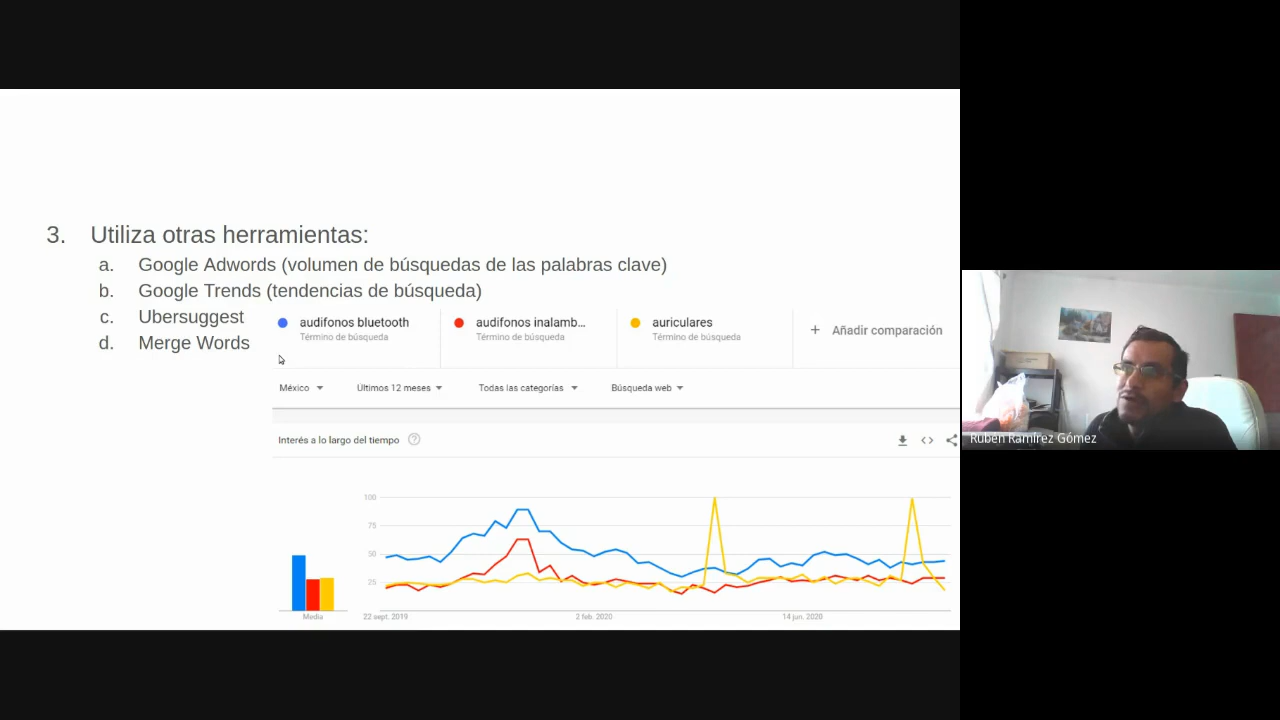 3. Utiliza otras herramientas:
a. Google Adwords (volumen de búsquedas de las palabras clave)
b. Google Trends (tendencias de búsqueda)
c. Ubersuggest
d. Merge Words
audifonos bluetooth
Término de búsqueda
audifonos inalamb...
Término de búsqueda
auriculares
Término de búsqueda
+ Añadir comparación
México
Últimos 12 meses
Todas las categorías
Búsqueda web
Interés a lo largo del tiempo
100
75
50
25
Media
22 sept. 2019
2 feb. 2020
14 jun. 2020
Rubén Ramírez Gómez